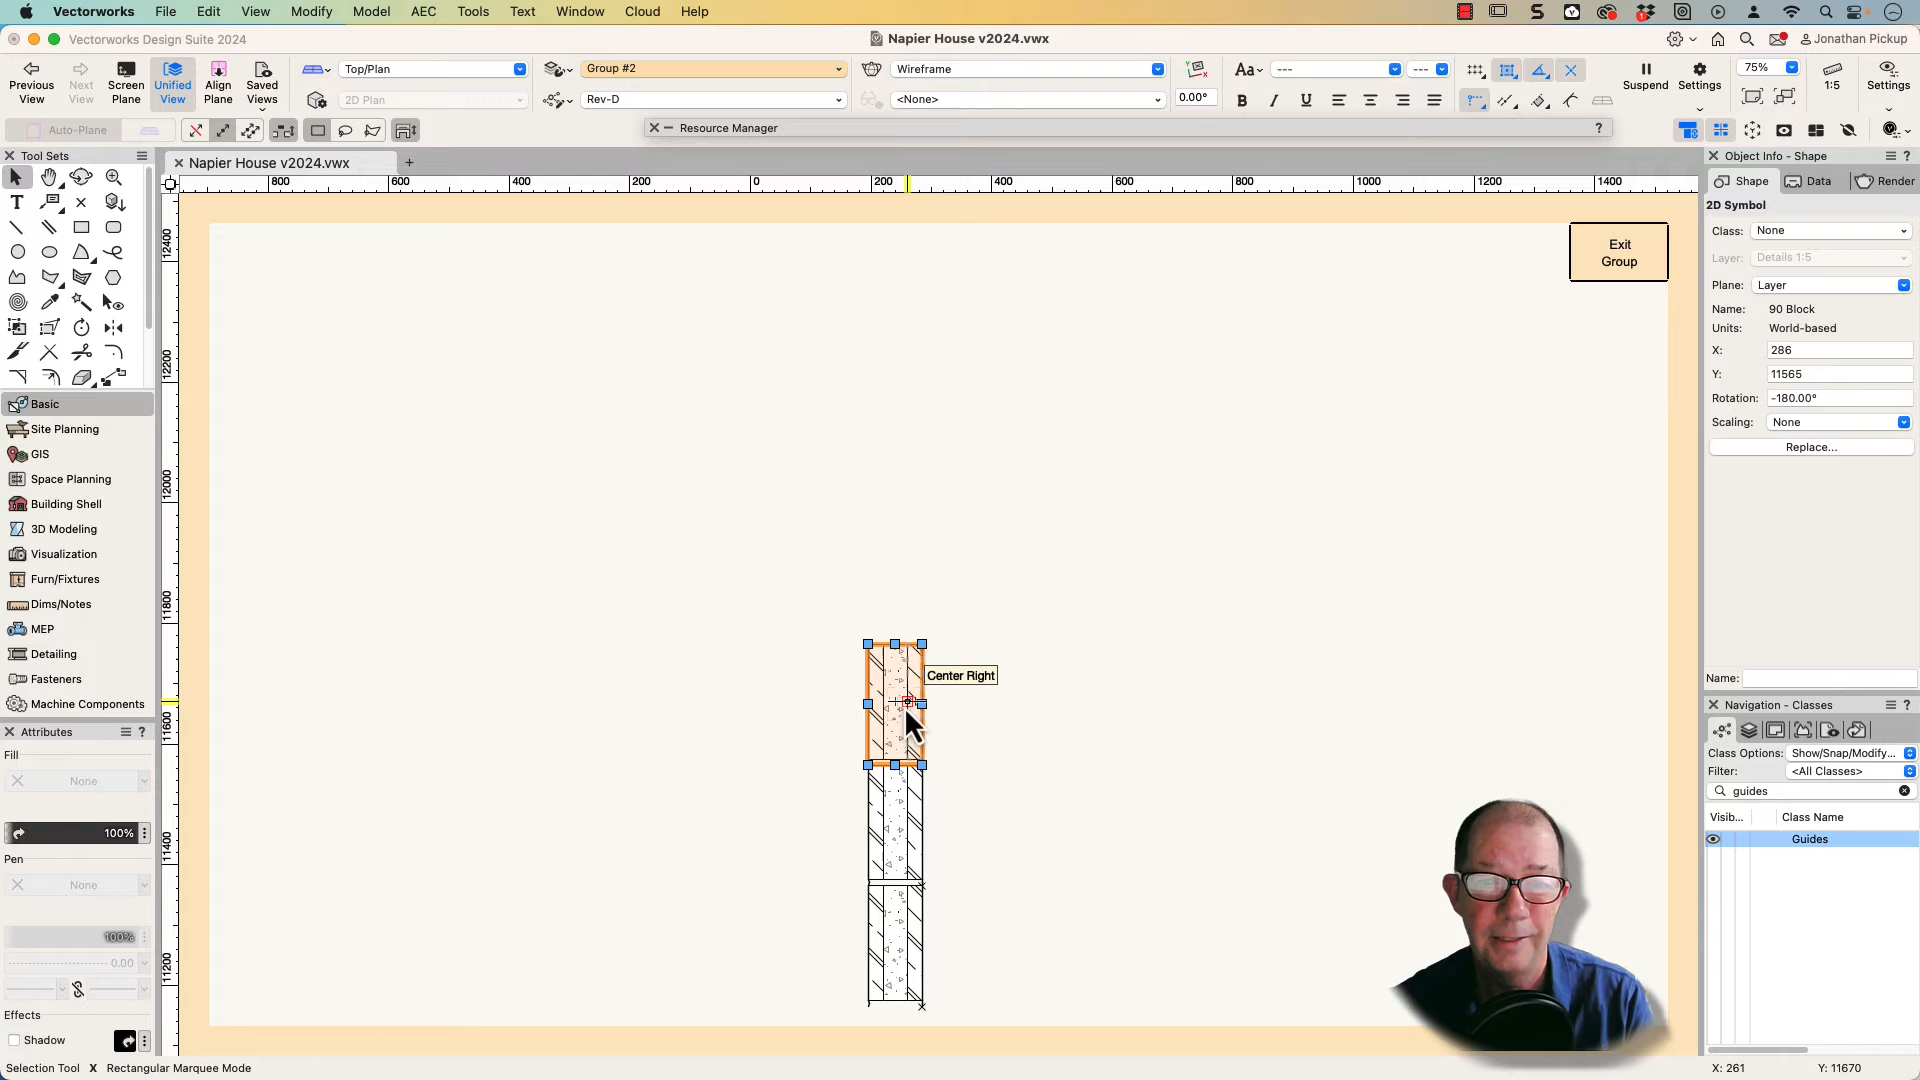 Vectorworks File Edit View Modify Model AEC Tools Text Window Cloud Help
Vectorworks Design Suite 2024
Napier House v2024.vwx
Jonathan Pickup
Previous View
Next View
Screen Plane
Unified View
Align Plane
Saved Views
Top/Plan
2D Plan
Group #2
Rev-D
Wireframe
<None>
0.00°
Aa
---
---
B I U
Suspend
Settings
75%
1:5
Settings
Auto-Plane
Resource Manager
?
Tool Sets
Napier House v2024.vwx
Object Info - Shape
?
800 600 400 200 0 200 400 600 800 1000 1200 1400
12400
12200
12000
11800
11600
11400
11200
Exit
Group
Center Right
Basic
Site Planning
GIS
Space Planning
Building Shell
3D Modeling
Visualization
Furn/Fixtures
Dims/Notes
MEP
Detailing
Fasteners
Machine Components
Attributes
?
Fill
None
100%
Pen
None
100%
0.00
Effects
Shadow
Shape Data Render
2D Symbol
Class: None
Layer: Details 1:5
Plane: Layer
Name: 90 Block
Units: World-based
X: 286
Y: 11565
Rotation: -180.00°
Scaling: None
Replace...
Name:
Navigation - Classes
?
Class Options: Show/Snap/Modify...
Filter: <All Classes>
guides
Visib... Class Name
Guides
Selection Tool X Rectangular Marquee Mode
X: 261 Y: 11670